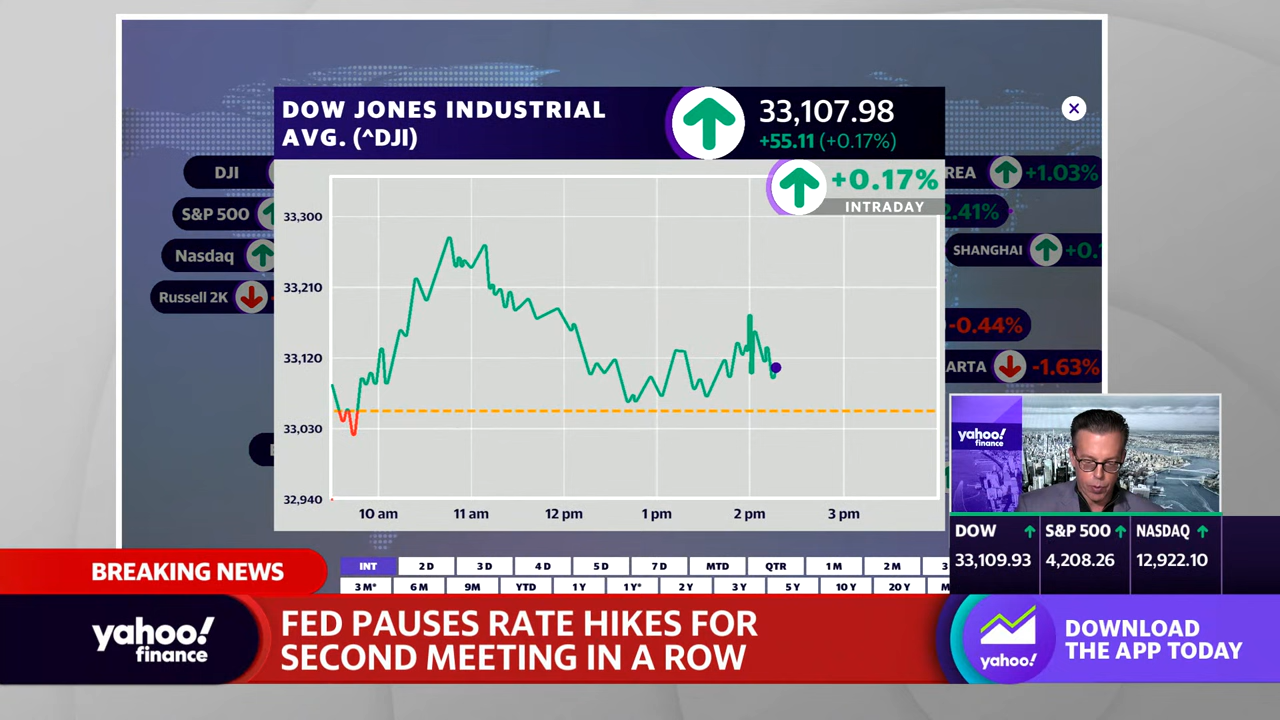 DOW JONES INDUSTRIAL
AVG. (^DJI)
33,107.98
+55.11 (+0.17%)
+0.17%
INTRADAY
DJI
S&P 500
Nasdaq
Russell 2K
+1.03%
2.41%
SHANGHAI
-0.44%
-1.63%
33,300
33,210
33,120
33,030
32,940
10 am
11 am
12 pm
1 pm
2 pm
3 pm
yahoo!
finance
DOW
S&P 500
NASDAQ
33,109.93
4,208.26
12,922.10
INT
2 D
3 D
4 D
5 D
7 D
MTD
QTR
1 M
2 M
3 M*
6 M
9M
YTD
1 Y
1 Y*
2 Y
3 Y
5 Y
10 Y
20 Y
BREAKING NEWS
yahoo!
finance
FED PAUSES RATE HIKES FOR
SECOND MEETING IN A ROW
yahoo!
DOWNLOAD
THE APP TODAY